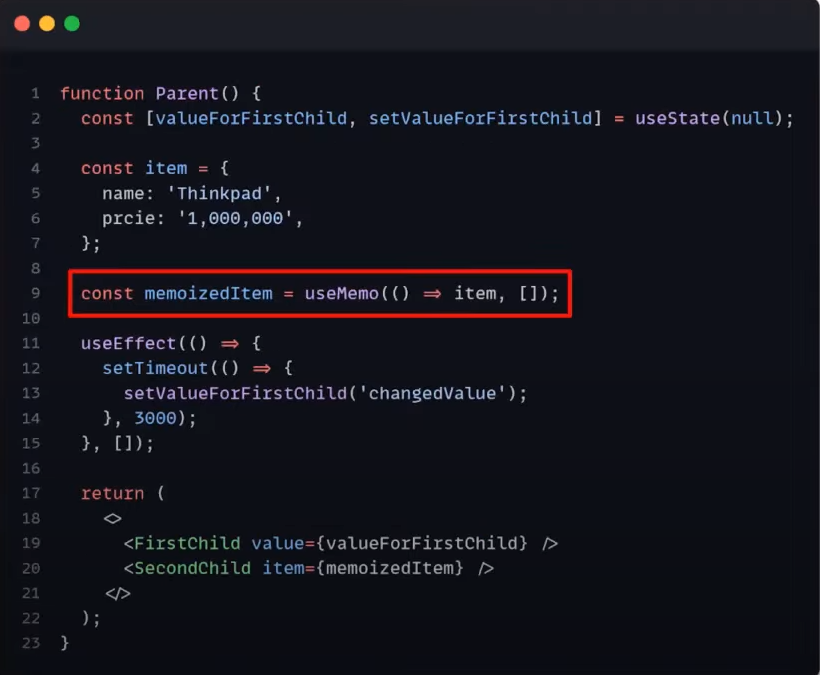 1 function Parent() {
2 const [valueForFirstChild, setValueForFirstChild] = useState(null);
3
4 const item = {
5 name: 'Thinkpad',
6 prcie: '1,000,000',
7 };
8
9 const memoizedItem = useMemo(() => item, []);
10
11 useEffect(() => {
12 setTimeout(() => {
13 setValueForFirstChild('changedValue');
14 }, 3000);
15 }, []);
16
17 return (
18 <>
19 <FirstChild value={valueForFirstChild} />
20 <SecondChild item={memoizedItem} />
21 </>
22 );
23 }